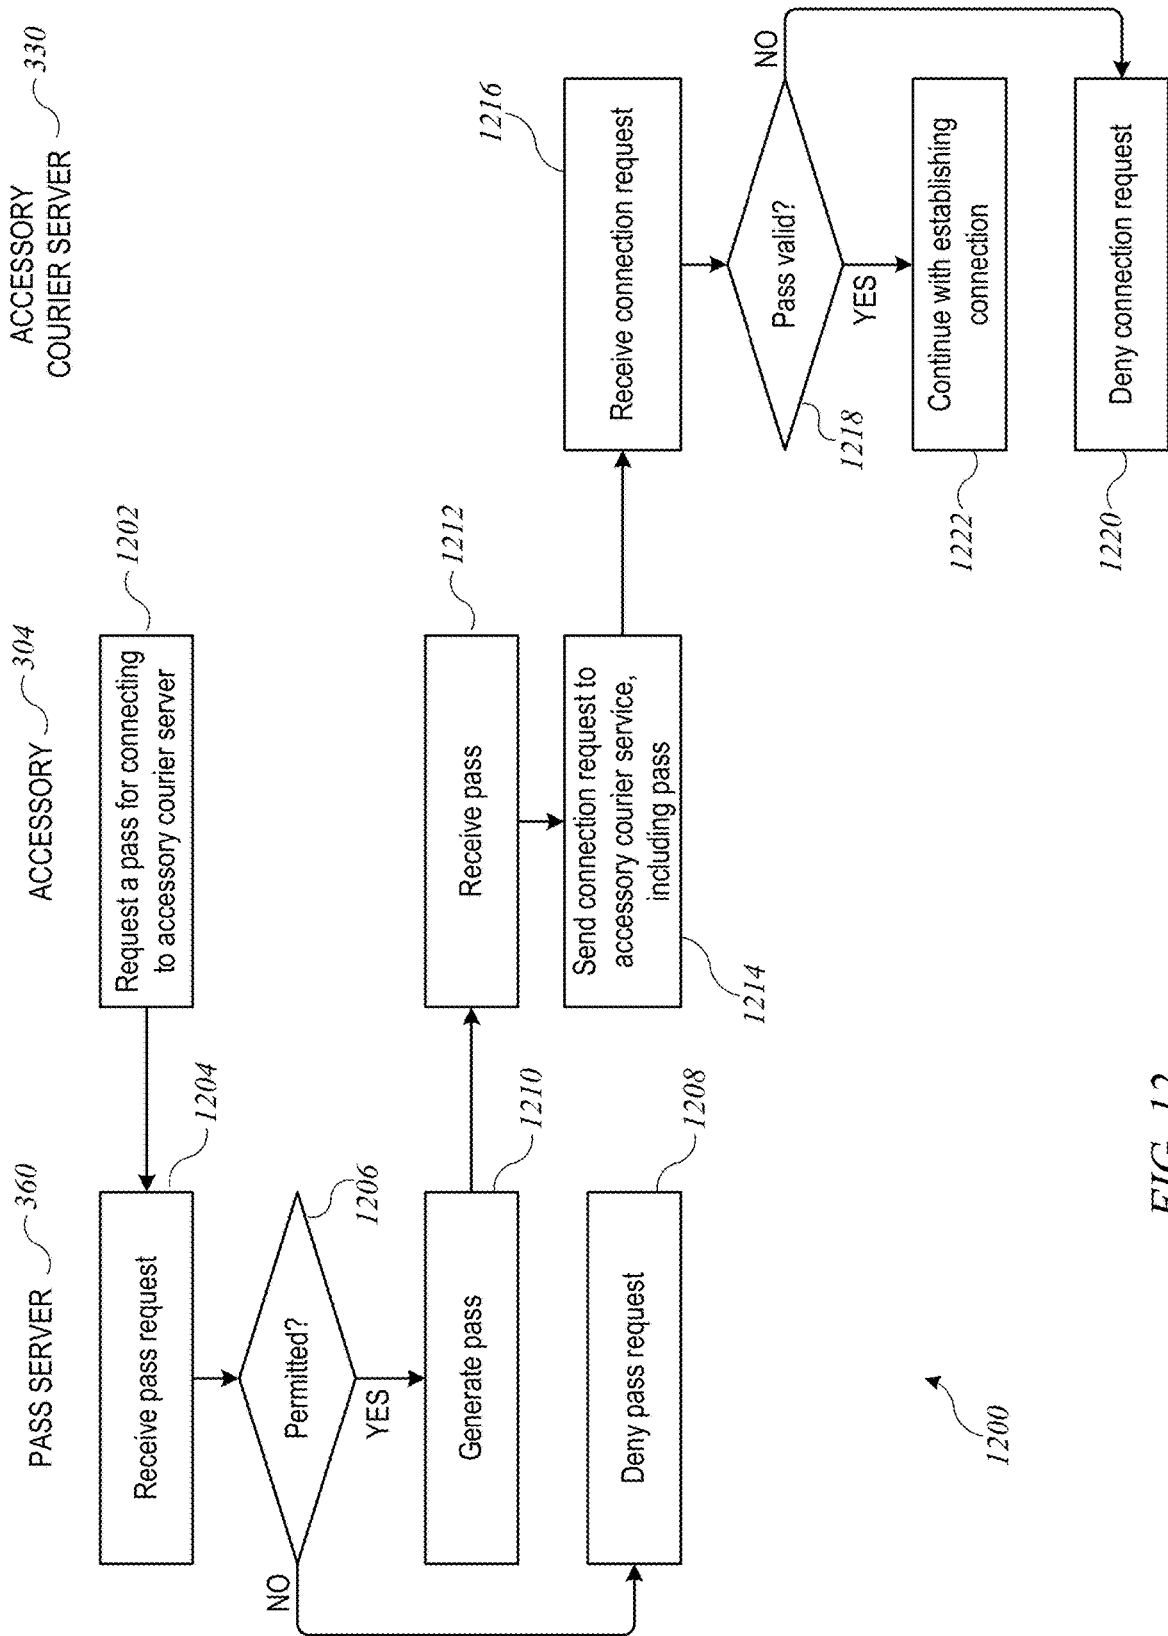 PASS SERVER
360
ACCESSORY
304
ACCESSORY
COURIER SERVER
330
Request a pass for connecting
to accessory courier server
1202
Receive pass request
1204
Permitted?
1206
YES
NO
Generate pass
1210
Receive pass
1212
Deny pass request
1208
Send connection request to
accessory courier service,
including pass
1214
Receive connection request
1216
Pass valid?
1218
YES
NO
Continue with establishing
connection
1222
Deny connection request
1220
1200
FIG. 12